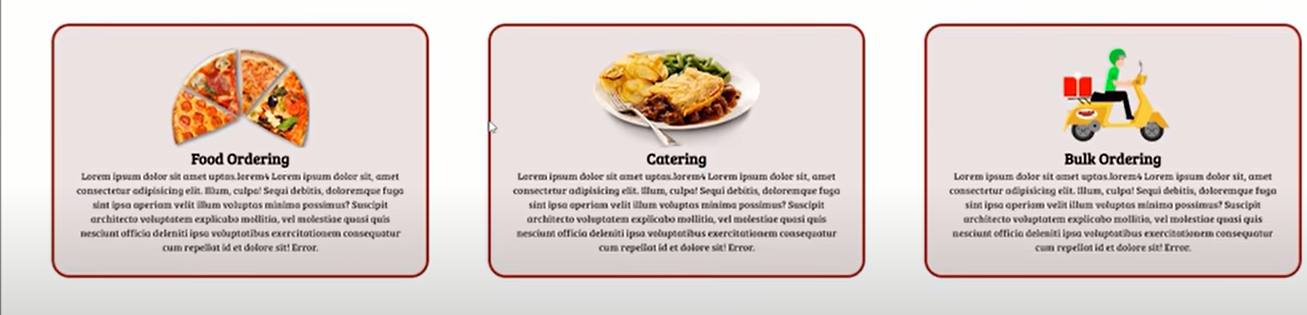 Food Ordering
Lorem ipsum dolor sit amet uptas.lorem4 Lorem ipsum dolor sit, amet
consectetur adipisicing elit. Illum, culpa! Sequi debitis, doloremque fuga
sint ipsa aperiam velit illum voluptas minima possimus? Suscipit
architecto voluptatem explicabo mollitia, vel molestiae quasi quis
nesciunt officia deleniti ipsa voluptatibus exercitationem consequatur
cum repellat id et dolore sit! Error.
Catering
Lorem ipsum dolor sit amet uptas.lorem4 Lorem ipsum dolor sit, amet
consectetur adipisicing elit. Illum, culpa! Sequi debitis, doloremque fuga
sint ipsa aperiam velit illum voluptas minima possimus? Suscipit
architecto voluptatem explicabo mollitia, vel molestiae quasi quis
nesciunt officia deleniti ipsa voluptatibus exercitationem consequatur
cum repellat id et dolore sit! Error.
Bulk Ordering
Lorem ipsum dolor sit amet uptas.lorem4 Lorem ipsum dolor sit, amet
consectetur adipisicing elit. Illum, culpa! Sequi debitis, doloremque fuga
sint ipsa aperiam velit illum voluptas minima possimus? Suscipit
architecto voluptatem explicabo mollitia, vel molestiae quasi quis
nesciunt officia deleniti ipsa voluptatibus exercitationem consequatur
cum repellat id et dolore sit! Error.